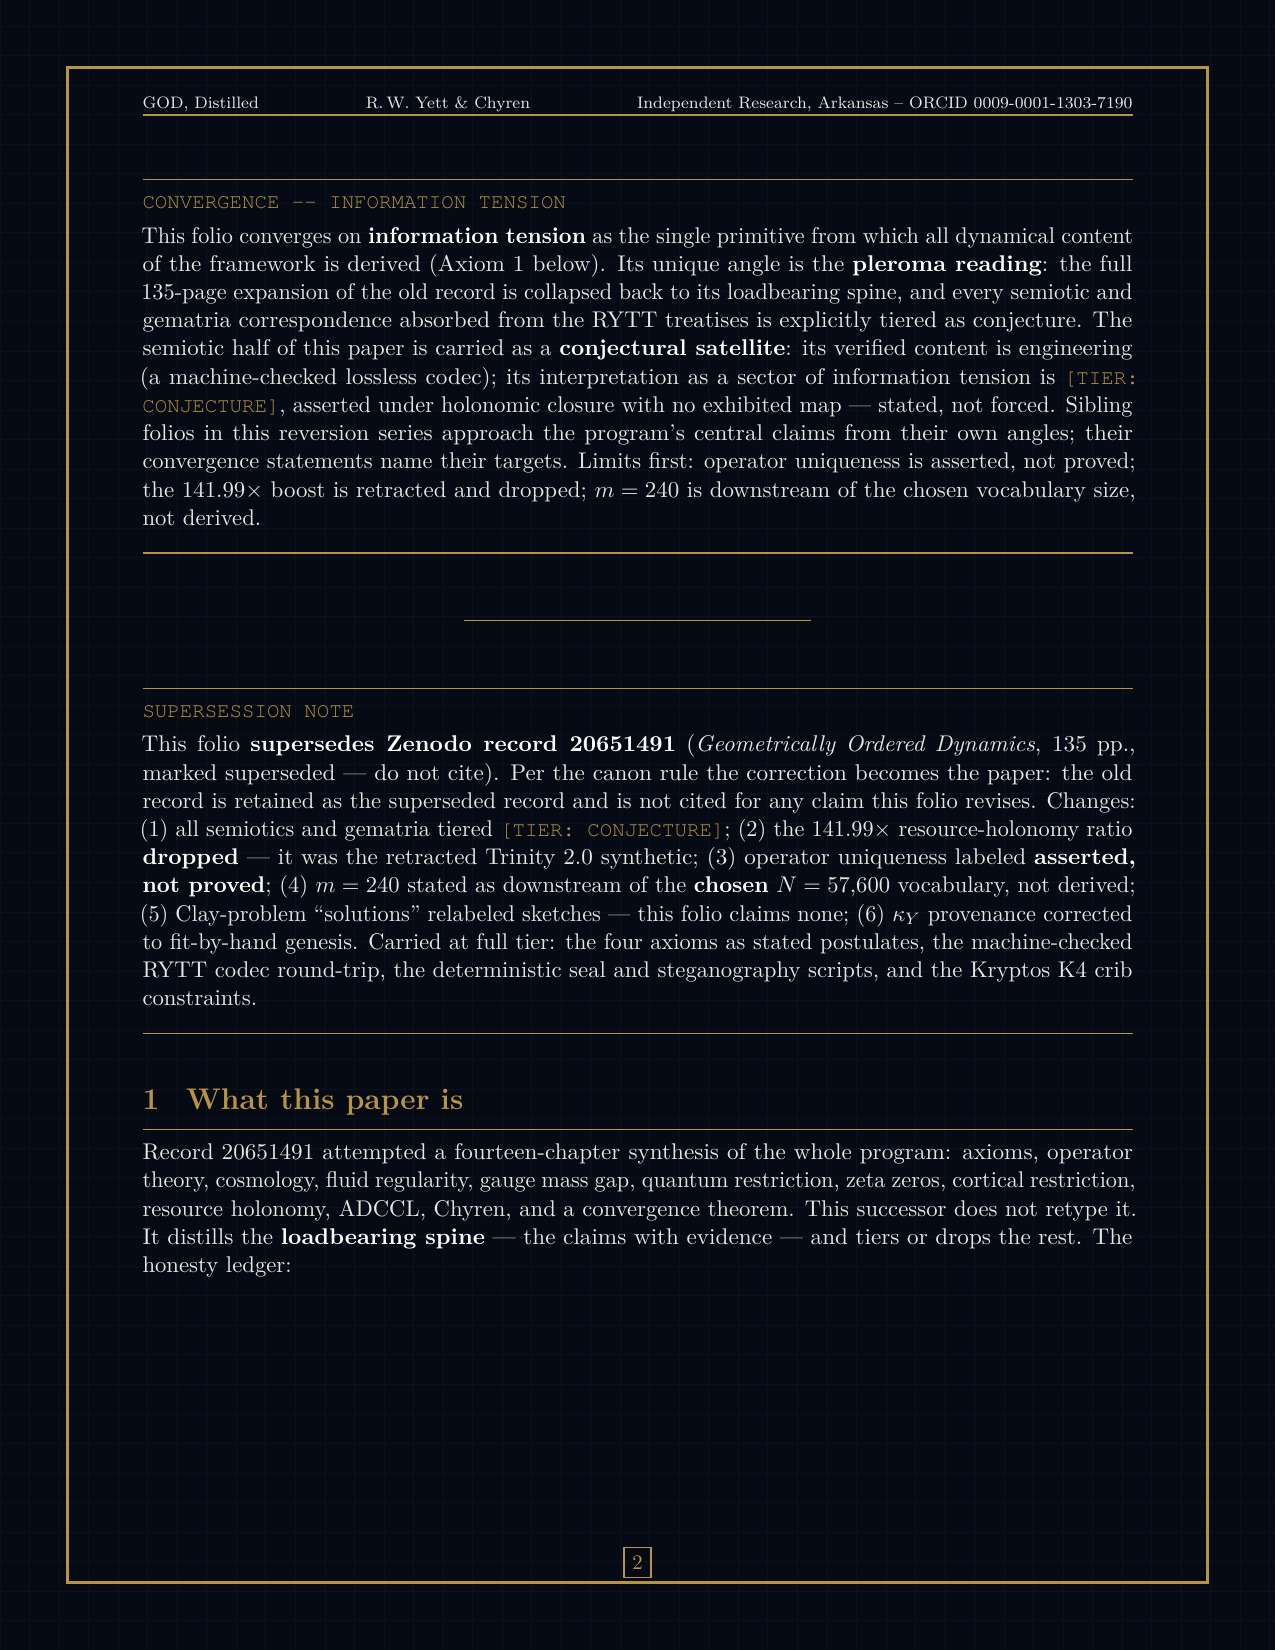 GOD, Distilled R. W. Yett & Chyren Independent Research, Arkansas – ORCID 0009-0001-1303-7190
CONVERGENCE -- INFORMATION TENSION
This folio converges on information tension as the single primitive from which all dynamical content
of the framework is derived (Axiom 1 below). Its unique angle is the pleroma reading: the full
135-page expansion of the old record is collapsed back to its loadbearing spine, and every semiotic and
gematria correspondence absorbed from the RYTT treatises is explicitly tiered as conjecture. The
semiotic half of this paper is carried as a conjectural satellite: its verified content is engineering
(a machine-checked lossless codec); its interpretation as a sector of information tension is [TIER:
CONJECTURE], asserted under holonomic closure with no exhibited map — stated, not forced. Sibling
folios in this reversion series approach the program's central claims from their own angles; their
convergence statements name their targets. Limits first: operator uniqueness is asserted, not proved;
the 141.99× boost is retracted and dropped; m = 240 is downstream of the chosen vocabulary size,
not derived.
SUPERSESSION NOTE
This folio supersedes Zenodo record 20651491 (Geometrically Ordered Dynamics, 135 pp.,
marked superseded — do not cite). Per the canon rule the correction becomes the paper: the old
record is retained as the superseded record and is not cited for any claim this folio revises. Changes:
(1) all semiotics and gematria tiered [TIER: CONJECTURE]; (2) the 141.99× resource-holonomy ratio
dropped — it was the retracted Trinity 2.0 synthetic; (3) operator uniqueness labeled asserted,
not proved; (4) m = 240 stated as downstream of the chosen N = 57,600 vocabulary, not derived;
(5) Clay-problem “solutions” relabeled sketches — this folio claims none; (6) κY provenance corrected
to fit-by-hand genesis. Carried at full tier: the four axioms as stated postulates, the machine-checked
RYTT codec round-trip, the deterministic seal and steganography scripts, and the Kryptos K4 crib
constraints.
1 What this paper is
Record 20651491 attempted a fourteen-chapter synthesis of the whole program: axioms, operator
theory, cosmology, fluid regularity, gauge mass gap, quantum restriction, zeta zeros, cortical restriction,
resource holonomy, ADCCL, Chyren, and a convergence theorem. This successor does not retype it.
It distills the loadbearing spine — the claims with evidence — and tiers or drops the rest. The
honesty ledger:
2